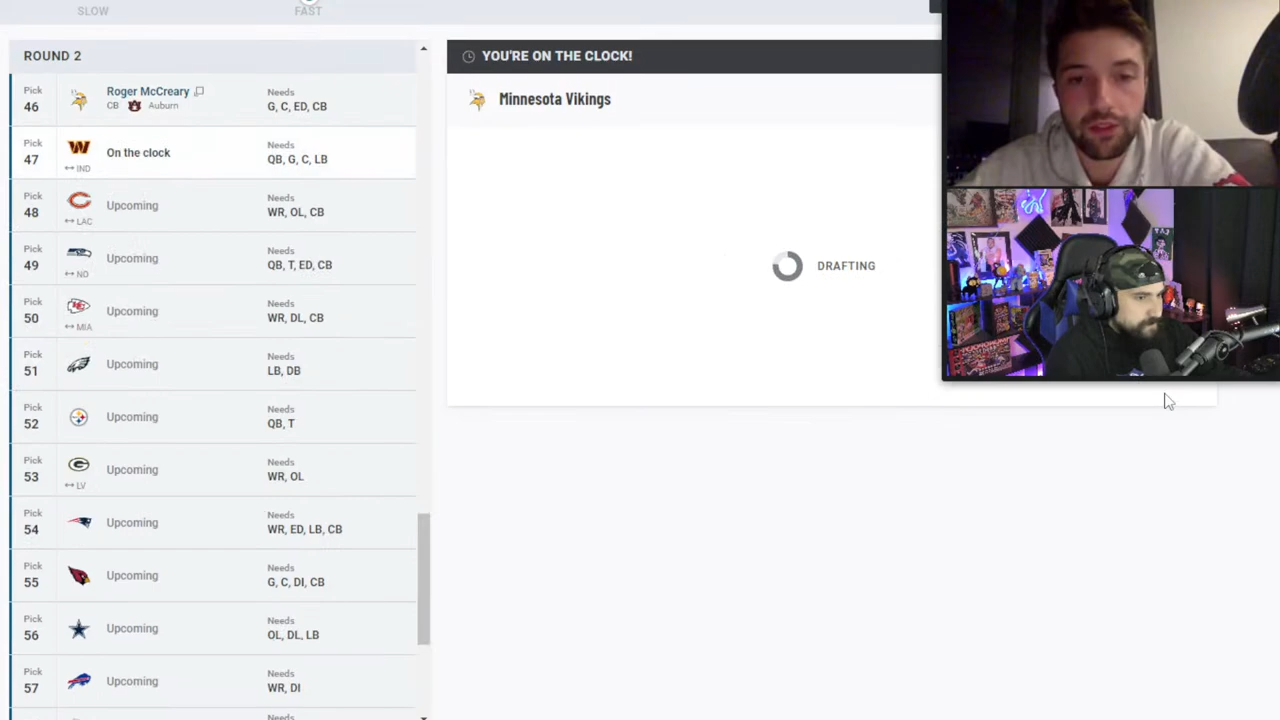 SLOW
FAST
ROUND 2
Pick
46
Roger McCreary
CB
Auburn
Needs
G, C, ED, CB
Pick
47
IND
On the clock
Needs
QB, G, C, LB
Pick
48
LAC
Upcoming
Needs
WR, OL, CB
Pick
49
NO
Upcoming
Needs
QB, T, ED, CB
Pick
50
MIA
Upcoming
Needs
WR, DL, CB
Pick
51
Upcoming
Needs
LB, DB
Pick
52
Upcoming
Needs
QB, T
Pick
53
LV
Upcoming
Needs
WR, OL
Pick
54
Upcoming
Needs
WR, ED, LB, CB
Pick
55
Upcoming
Needs
G, C, DI, CB
Pick
56
Upcoming
Needs
OL, DL, LB
Pick
57
Upcoming
Needs
WR, DI
Needs
YOU'RE ON THE CLOCK!
Minnesota Vikings
DRAFTING